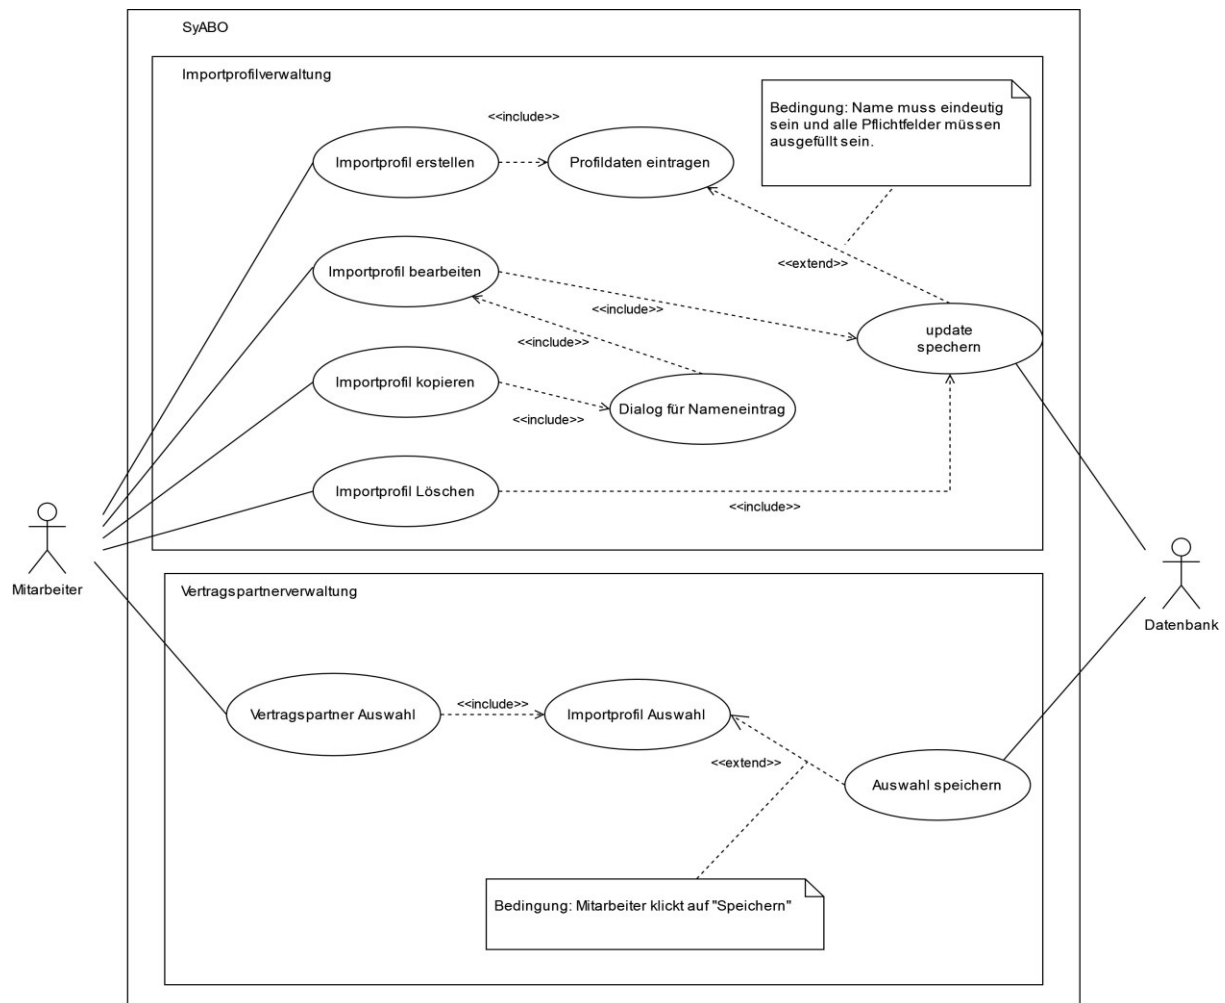 SyABO
Importprofilverwaltung
Bedingung: Name muss eindeutig
sein und alle Pflichtfelder müssen
ausgefüllt sein.
<<include>>
Importprofil erstellen
Profildaten eintragen
<<extend>>
Importprofil bearbeiten
<<include>>
update
spechern
<<include>>
Importprofil kopieren
<<include>>
Dialog für Nameneintrag
Importprofil Löschen
<<include>>
Mitarbeiter
Datenbank
Vertragspartnerverwaltung
Vertragspartner Auswahl
<<include>>
Importprofil Auswahl
<<extend>>
Auswahl speichern
Bedingung: Mitarbeiter klickt auf "Speichern"